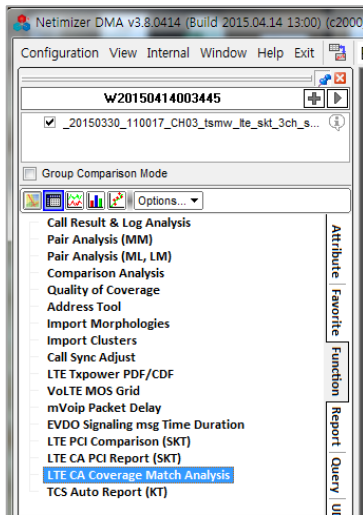 Netimizer DMA v3.8.0414 (Build 2015.04.14 13:00) (c2000
Configuration View Internal Window Help Exit
W20150414003445
_20150330_110017_CH03_tsmw_lte_skt_3ch_s...
Group Comparison Mode
Options...
Call Result & Log Analysis
Pair Analysis (MM)
Pair Analysis (ML, LM)
Comparison Analysis
Quality of Coverage
Address Tool
Import Morphologies
Import Clusters
Call Sync Adjust
LTE Txpower PDF/CDF
VoLTE MOS Grid
mVoip Packet Delay
EVDO Signaling msg Time Duration
LTE PCI Comparison (SKT)
LTE CA PCI Report (SKT)
LTE CA Coverage Match Analysis
TCS Auto Report (KT)
Attribute
Favorite
Function
Report
Query